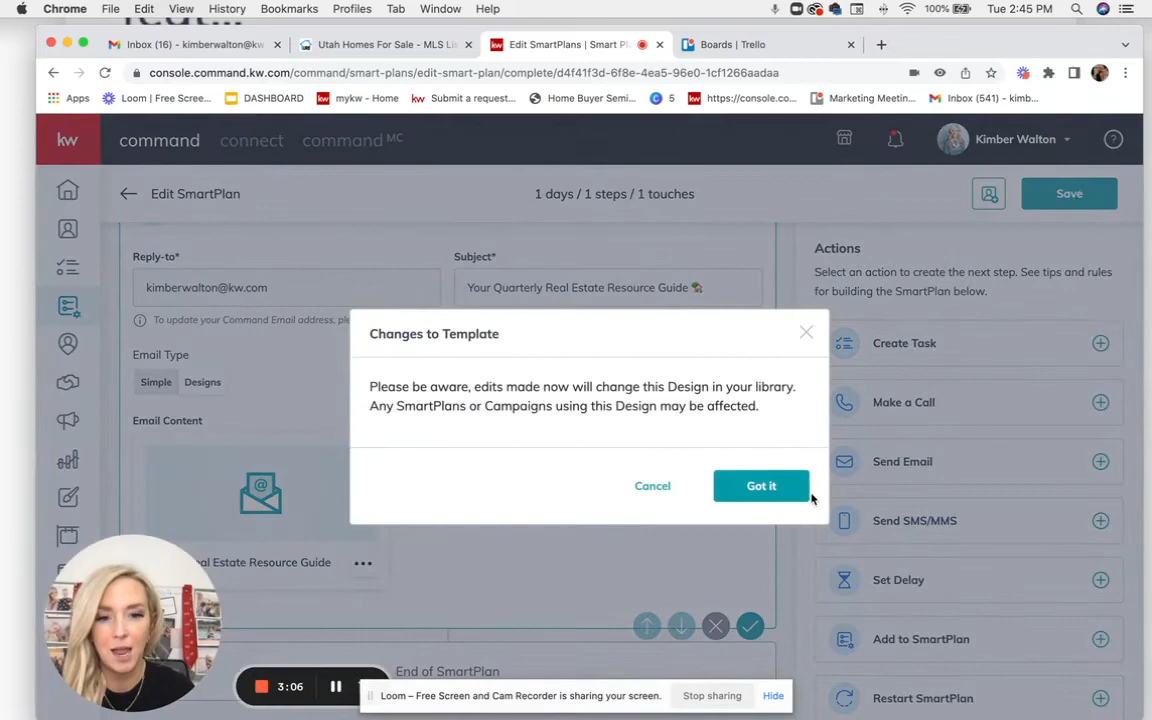 Chrome File Edit View History Bookmarks Profiles Tab Window Help 100% Tue 2:45 PM
Inbox (16) - kimberwalton@kw
Utah Homes For Sale - MLS Lis
Edit SmartPlans | Smart Pl
Boards | Trello
console.command.kw.com/command/smart-plans/edit-smart-plan/complete/d4f41f3d-6f8e-4ea5-96e0-1cf1266aadaa
Apps Loom | Free Scree... DASHBOARD mykw - Home Submit a request... Home Buyer Semi... 5 https://console.co... Marketing Meetin... Inbox (541) - kimb...
kw command connect command MC Kimber Walton
Edit SmartPlan 1 days / 1 steps / 1 touches Save
Reply-to* Subject*
kimberwalton@kw.com Your Quarterly Real Estate Resource Guide 🏡
To update your Command Email address, ple
Email Type
Simple Designs
Email Content
al Estate Resource Guide
End of SmartPlan
Changes to Template
Please be aware, edits made now will change this Design in your library.
Any SmartPlans or Campaigns using this Design may be affected.
Cancel Got it
Actions
Select an action to create the next step. See tips and rules
for building the SmartPlan below.
Create Task
Make a Call
Send Email
Send SMS/MMS
Set Delay
Add to SmartPlan
Restart SmartPlan
3:06
Loom – Free Screen and Cam Recorder is sharing your screen. Stop sharing Hide